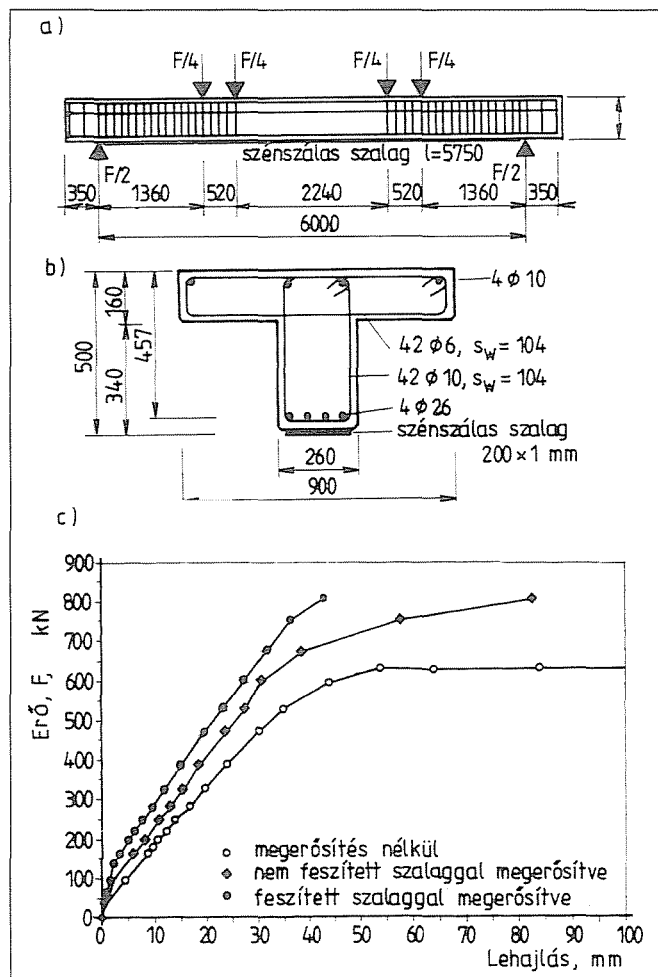 a)
F/4 F/4 F/4 F/4
szénszálas szalag l=5750
F/2 F/2
350 1360 520 2240 520 1360 350
6000
b)
4 ϕ 10
160
500 340 457
42 ϕ 6, s_w = 104
42 ϕ 10, s_w = 104
4 ϕ 26
szénszálas szalag
200 × 1 mm
260
900
c)
Erő, F, kN
900
800
700
600
500
400
300
200
100
0
megerősítés nélkül
nem feszített szalaggal megerősítve
feszített szalaggal megerősítve
0 10 20 30 40 50 60 70 80 90 100
Lehajlás, mm